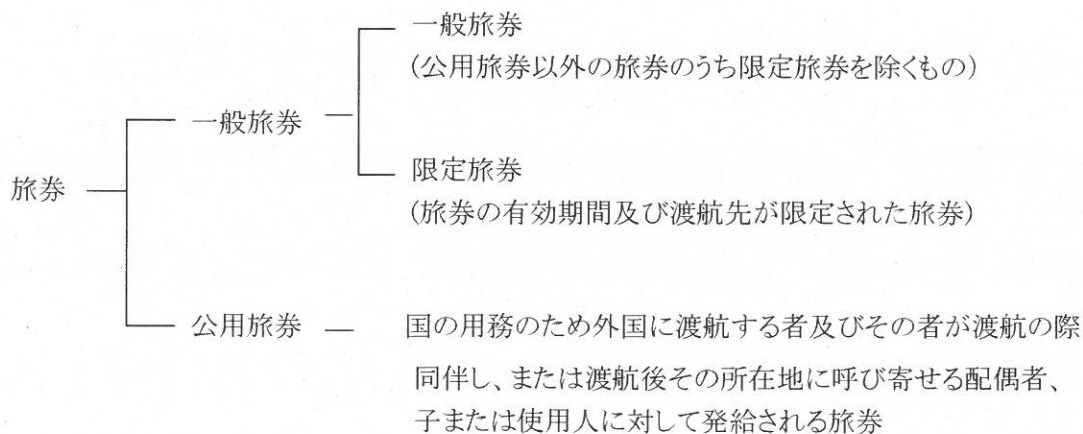 一般旅券
(公用旅券以外の旅券のうち限定旅券を除くもの)
一般旅券
限定旅券
(旅券の有効期間及び渡航先が限定された旅券)
旅券
公用旅券
国の用務のため外国に渡航する者及びその者が渡航の際
同伴し、または渡航後その所在地に呼び寄せる配偶者、
子または使用人に対して発給される旅券